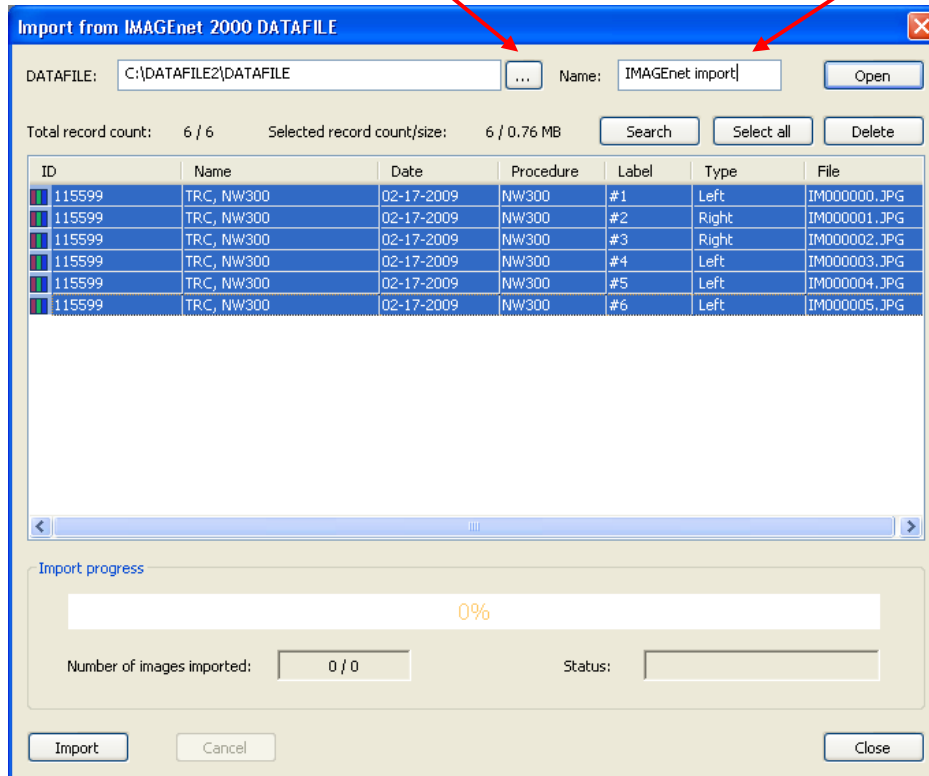 Import from IMAGEnet 2000 DATAFILE
DATAFILE: C:\DATAFILE2\DATAFILE ... Name: IMAGEnet import Open
Total record count: 6 / 6 Selected record count/size: 6 / 0.76 MB Search Select all Delete
ID Name Date Procedure Label Type File
115599 TRC, NW300 02-17-2009 NW300 #1 Left IM000000.JPG
115599 TRC, NW300 02-17-2009 NW300 #2 Right IM000001.JPG
115599 TRC, NW300 02-17-2009 NW300 #3 Right IM000002.JPG
115599 TRC, NW300 02-17-2009 NW300 #4 Left IM000003.JPG
115599 TRC, NW300 02-17-2009 NW300 #5 Left IM000004.JPG
115599 TRC, NW300 02-17-2009 NW300 #6 Left IM000005.JPG
Import progress
0%
Number of images imported: 0 / 0 Status:
Import Cancel Close